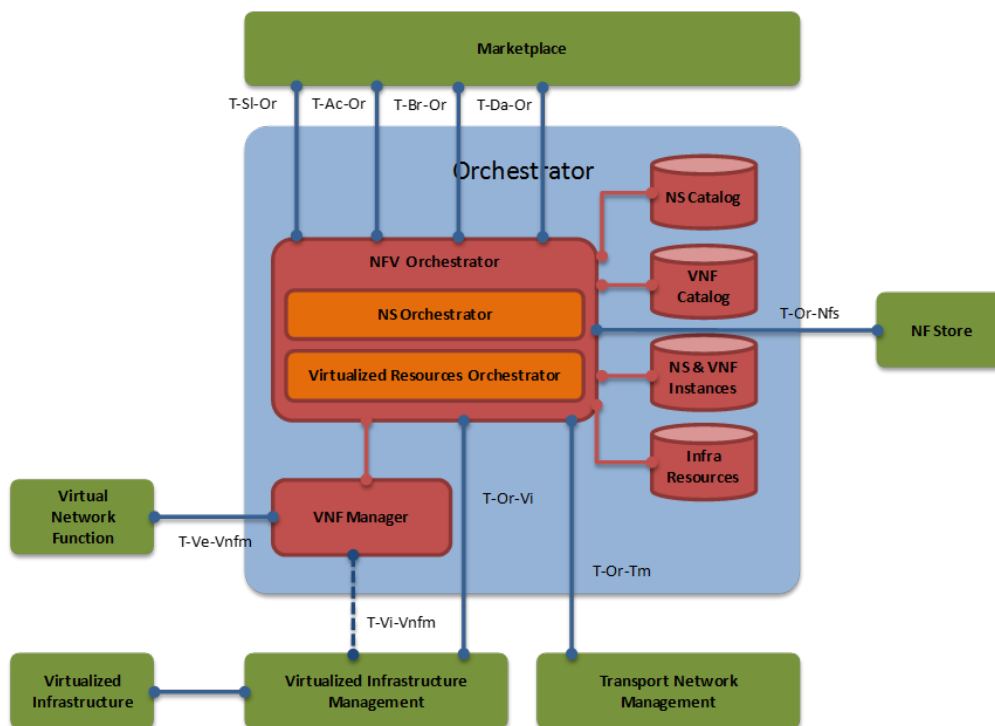 Marketplace
T-Sl-Or
T-Ac-Or
T-Br-Or
T-Da-Or
Orchestrator
NS Catalog
NFV Orchestrator
VNF
Catalog
NS Orchestrator
T-Or-Nfs
NF Store
Virtualized Resources Orchestrator
NS & VNF
Instances
Infra
Resources
Virtual
Network
Function
VNF Manager
T-Or-Vi
T-Ve-Vnfm
T-Or-Tm
T-Vi-Vnfm
Virtualized
Infrastructure
Virtualized Infrastructure
Management
Transport Network
Management